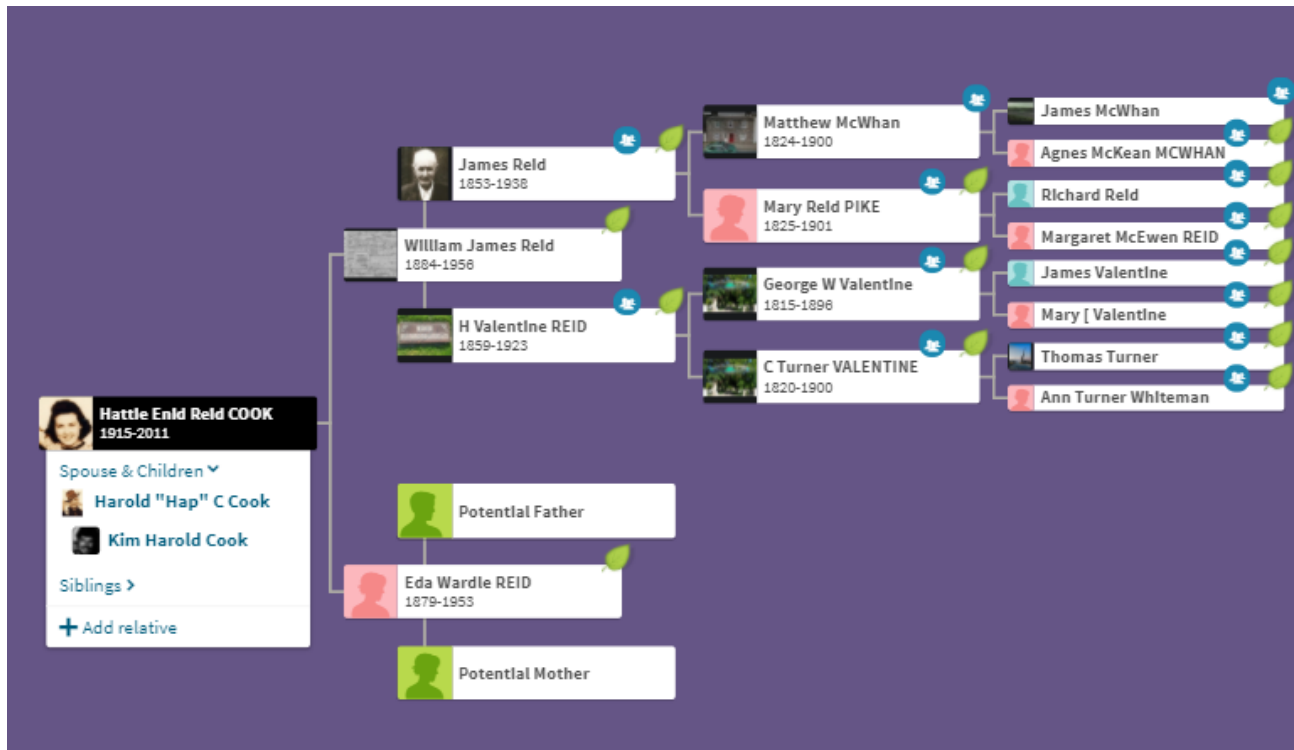 James McWhan
Matthew McWhan
1824-1900
Agnes McKean MCWHAN
James Reid
1853-1938
Richard Reid
Mary Reid PIKE
1825-1901
Margaret McEwen REID
William James Reid
1884-1956
James Valentine
George W Valentine
1815-1896
Mary [ Valentine
H Valentine REID
1859-1923
Thomas Turner
C Turner VALENTINE
1820-1900
Ann Turner Whiteman
Hattie Enid Reid COOK
1915-2011
Spouse & Children
Harold "Hap" C Cook
Kim Harold Cook
Siblings
Add relative
Potential Father
Eda Wardle REID
1879-1953
Potential Mother